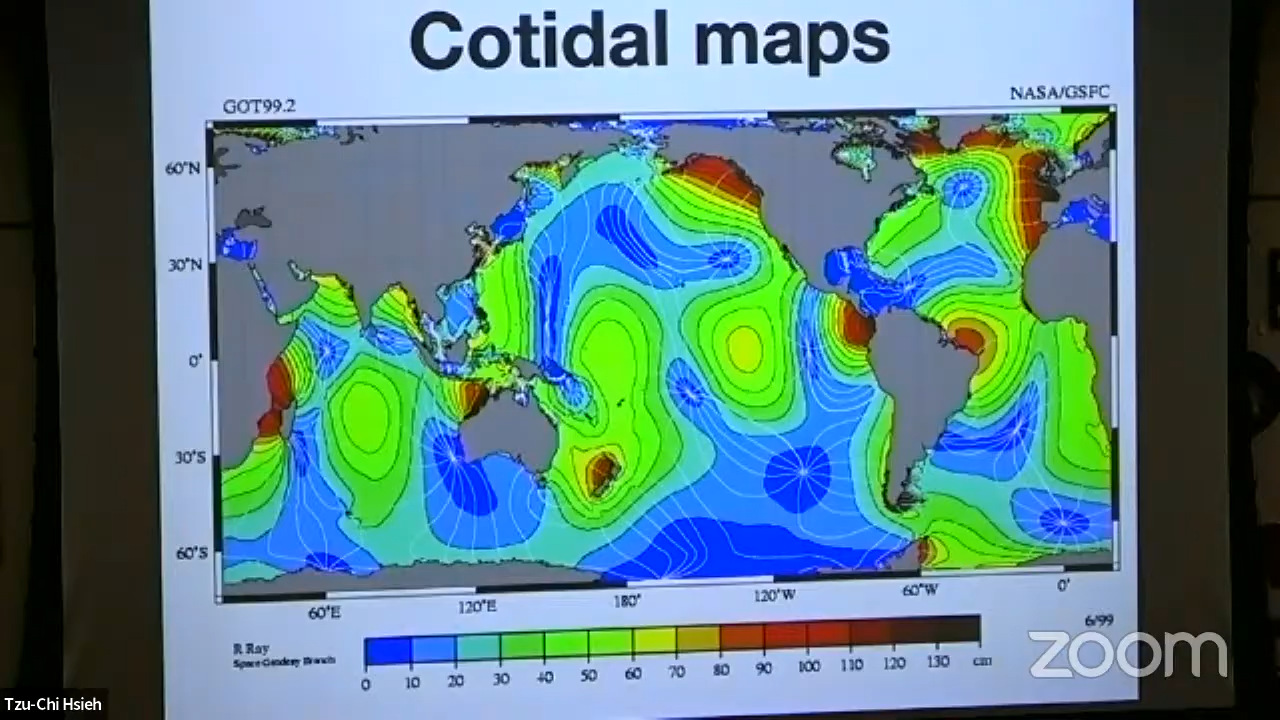 Cotidal maps
GOT99.2
NASA/GSFC
60°N
30°N
0°
30°S
60°S
60°E
120°E
180°
120°W
60°W
0°
R Ray
Space Geodesy Branch
6/99
0 10 20 30 40 50 60 70 80 90 100 110 120 130 cm
zoom
Tzu-Chi Hsieh